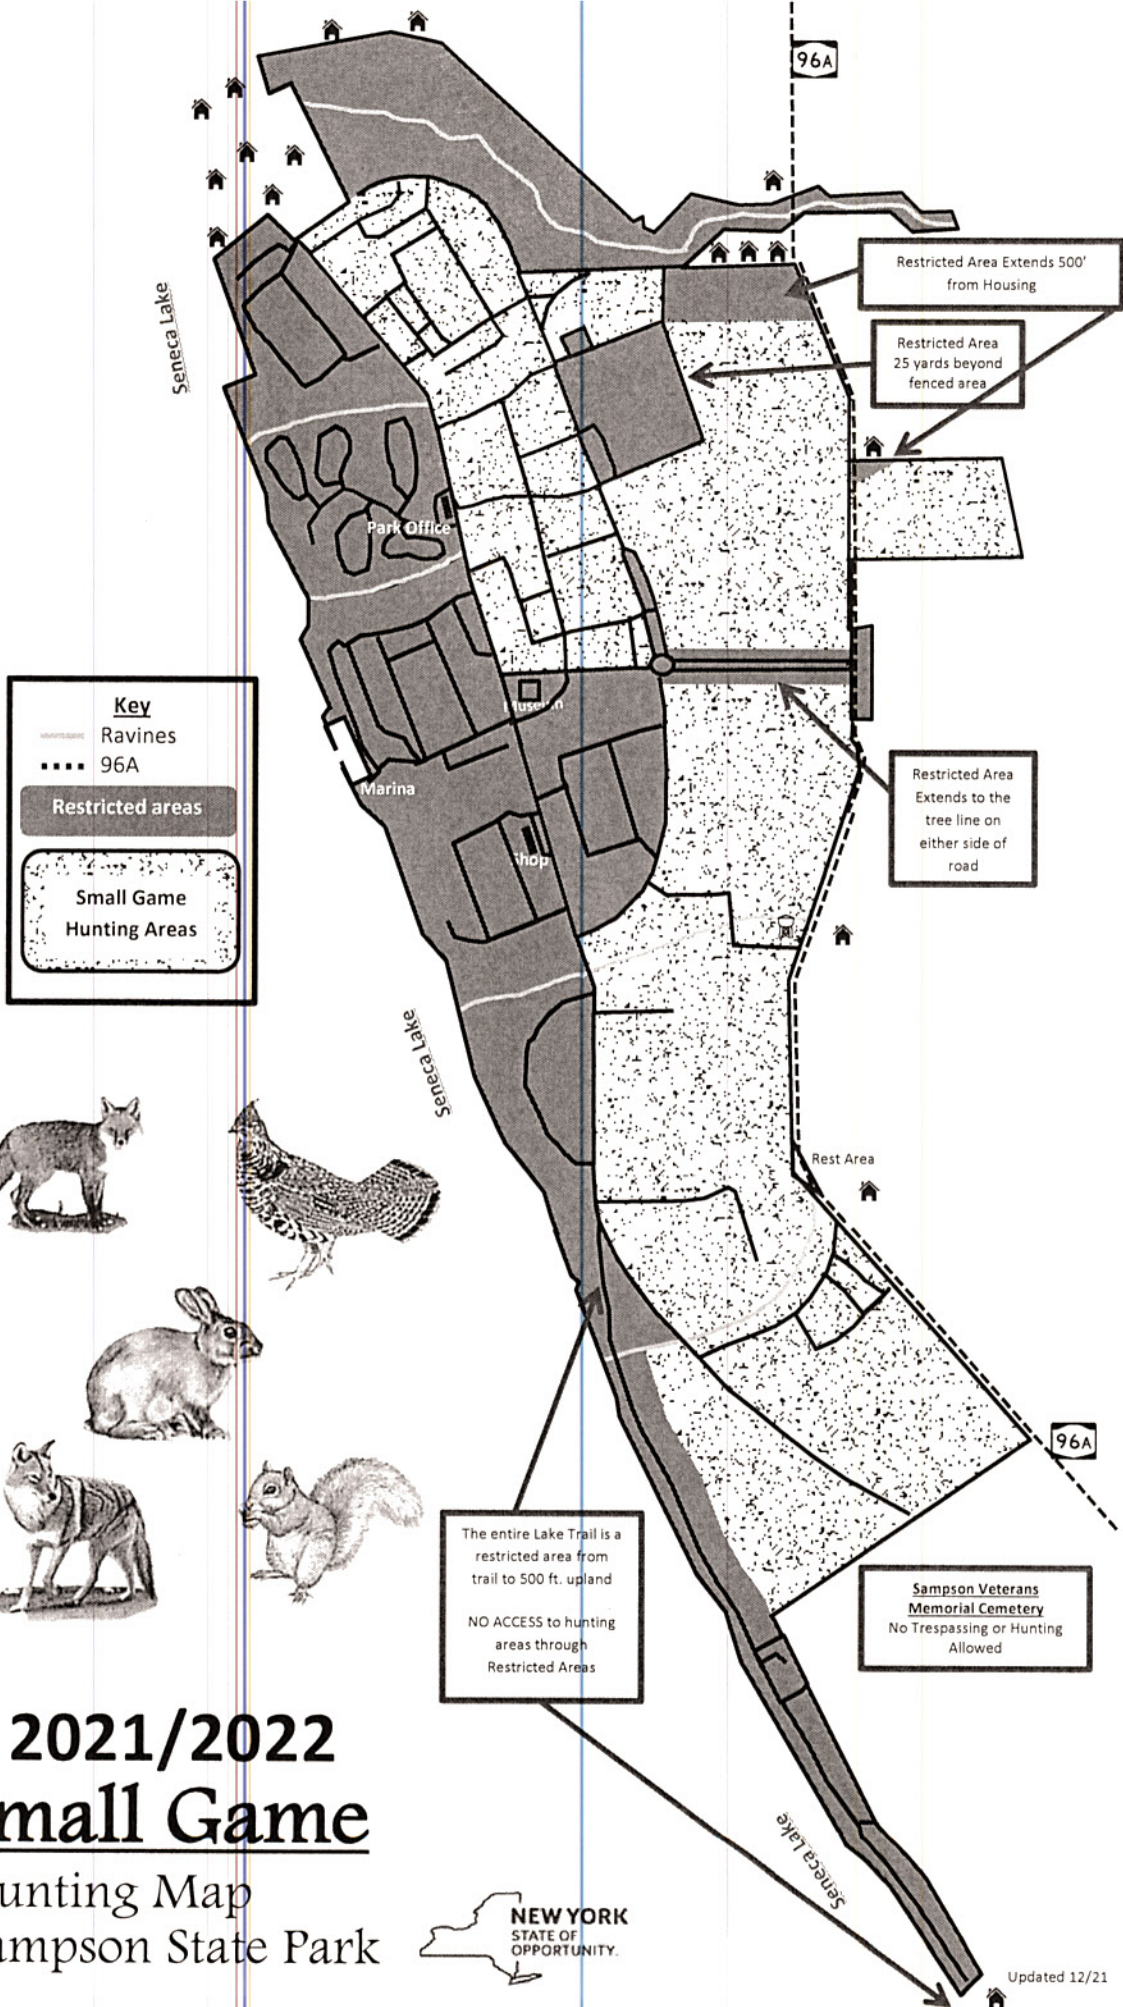 96A
Restricted Area Extends 500'
from Housing
Seneca Lake
Restricted Area
25 yards beyond
fenced area
Park Office
Key
Ravines
96A
Restricted areas
Small Game
Hunting Areas
Museum
Marina
Shop
Restricted Area
Extends to the
tree line on
either side of
road
Seneca Lake
Rest Area
96A
The entire Lake Trail is a
restricted area from
trail to 500 ft. upland
NO ACCESS to hunting
areas through
Restricted Areas
Sampson Veterans
Memorial Cemetery
No Trespassing or Hunting
Allowed
2021/2022
mall Game
unting Map
ampson State Park
Seneca Lake
NEW YORK
STATE OF
OPPORTUNITY.
Updated 12/21